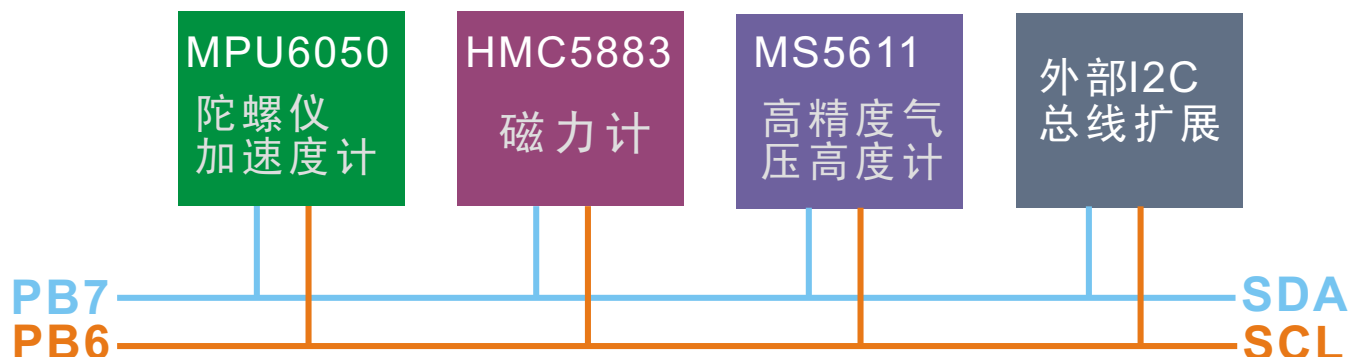 MPU6050
陀螺仪
加速度计
HMC5883
磁力计
MS5611
高精度气
压高度计
外部I2C
总线扩展
PB7
SDA
PB6
SCL